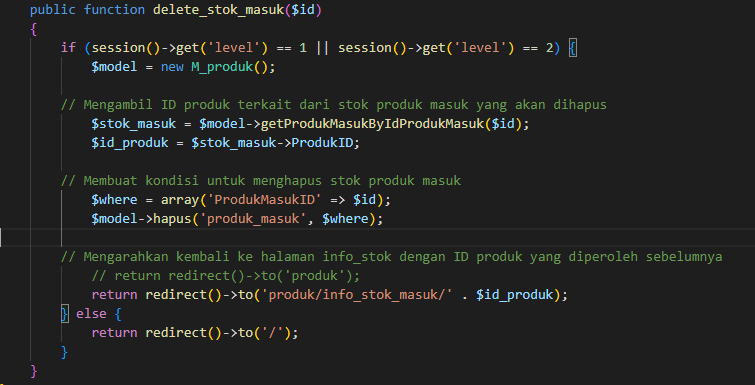 public function delete_stok_masuk($id)
{
if (session()->get('level') == 1 || session()->get('level') == 2) {
$model = new M_produk();
// Mengambil ID produk terkait dari stok produk masuk yang akan dihapus
$stok_masuk = $model->getProdukMasukByIdProdukMasuk($id);
$id_produk = $stok_masuk->ProdukID;
// Membuat kondisi untuk menghapus stok produk masuk
$where = array('ProdukMasukID' => $id);
$model->hapus('produk_masuk', $where);
// Mengarahkan kembali ke halaman info_stok dengan ID produk yang diperoleh sebelumnya
// return redirect()->to('produk');
return redirect()->to('produk/info_stok_masuk/' . $id_produk);
} else {
return redirect()->to('/');
}
}